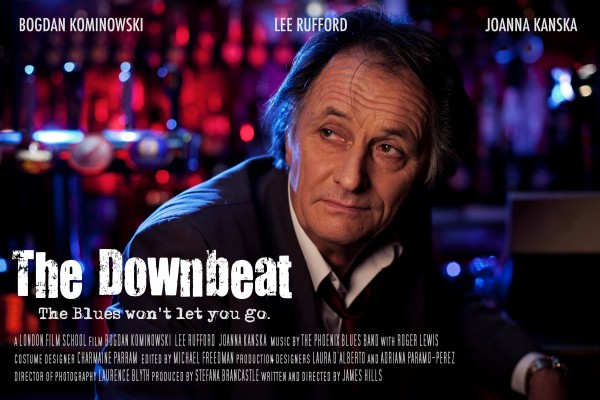 BOGDAN KOMINOWSKI LEE RUFFORD JOANNA KANSKA
The Downbeat
The Blues won't let you go.
A LONDON FILM SCHOOL FILM BOGDAN KOMINOWSKI LEE RUFFORD JOANNA KANSKA MUSIC BY THE PHOENIX BLUES BAND WITH ROGER LEWIS
COSTUME DESIGNER CHARMAINE PARRAM EDITED BY MICHAEL FREEDMAN PRODUCTION DESIGNERS LAURA D'ALBERTO AND ADRIANA PARAMO-PEREZ
DIRECTOR OF PHOTOGRAPHY LAURENCE BLYTH PRODUCED BY STEFANA BRANCASTLE WRITTEN AND DIRECTED BY JAMES HILLS